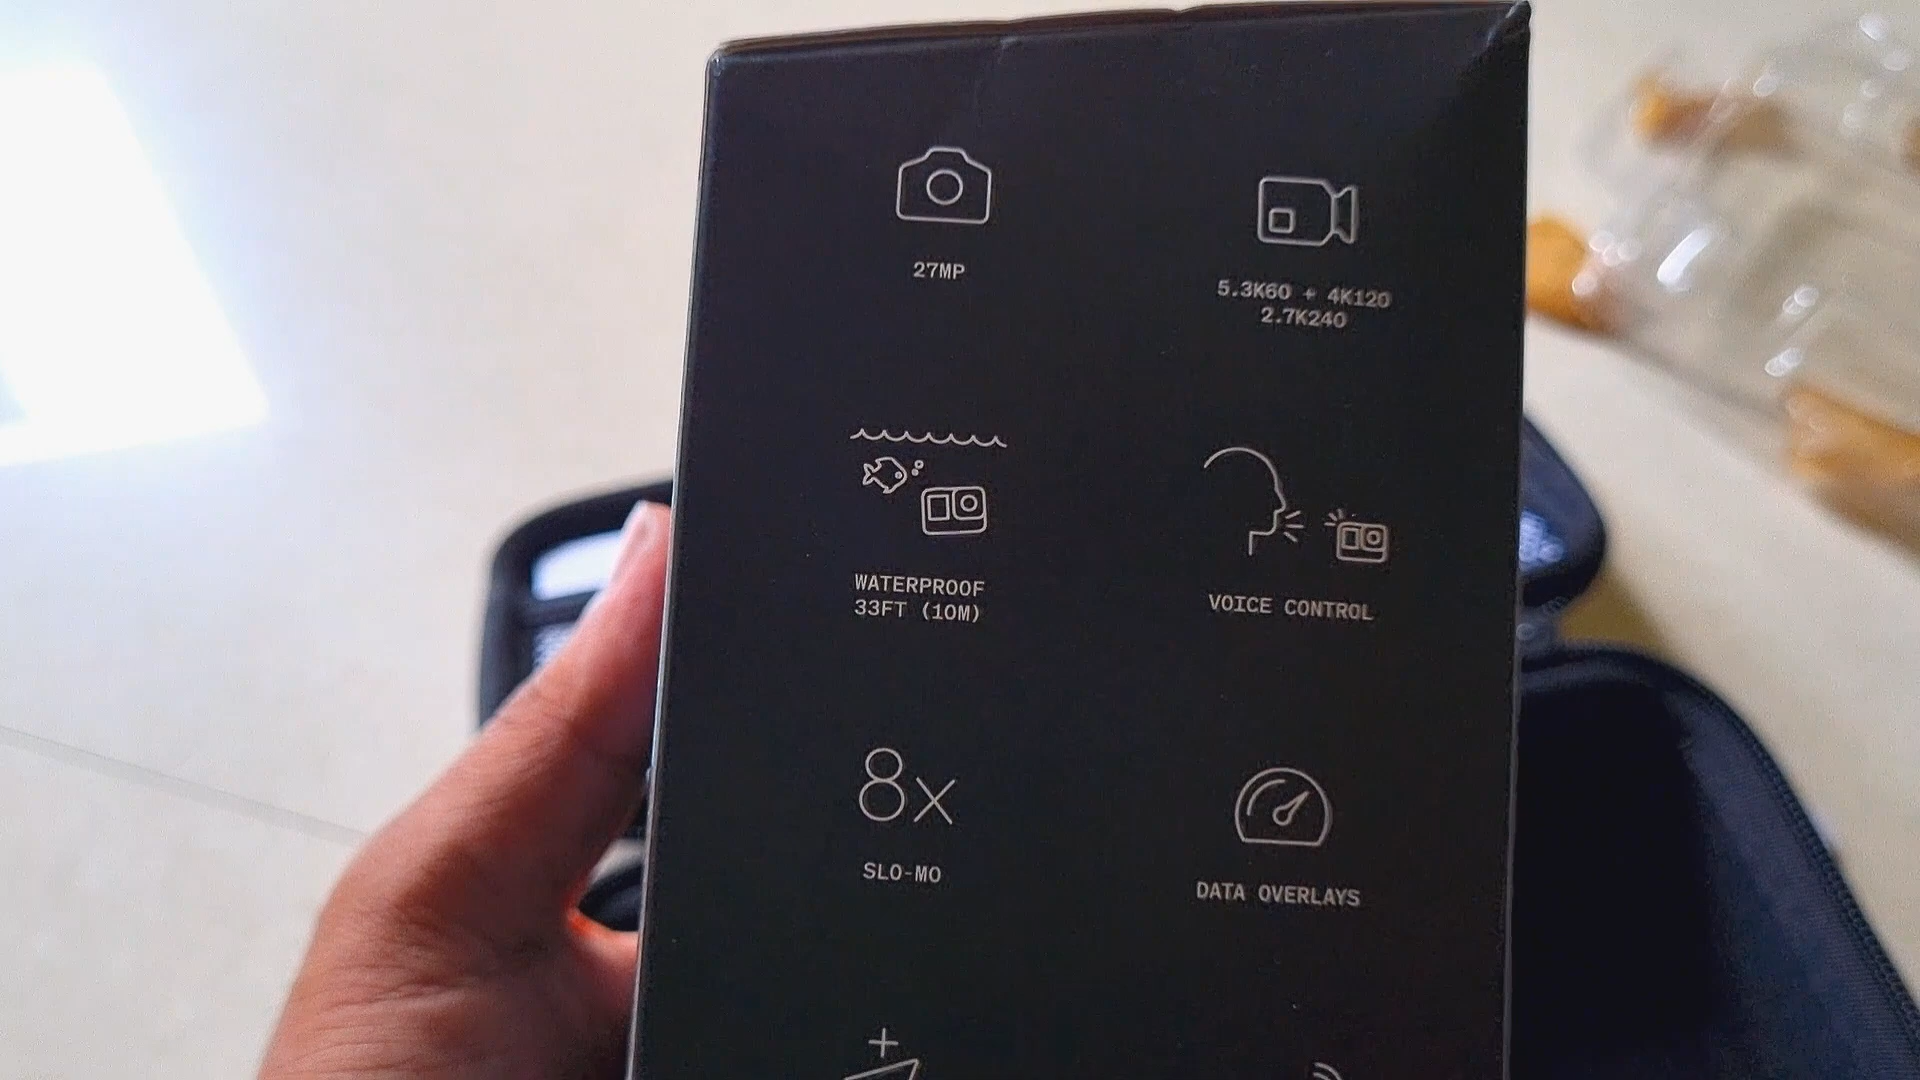 27MP
5.3K60 + 4K120
2.7K240
WATERPROOF
33FT (10M)
VOICE CONTROL
8x
SLO-MO
DATA OVERLAYS